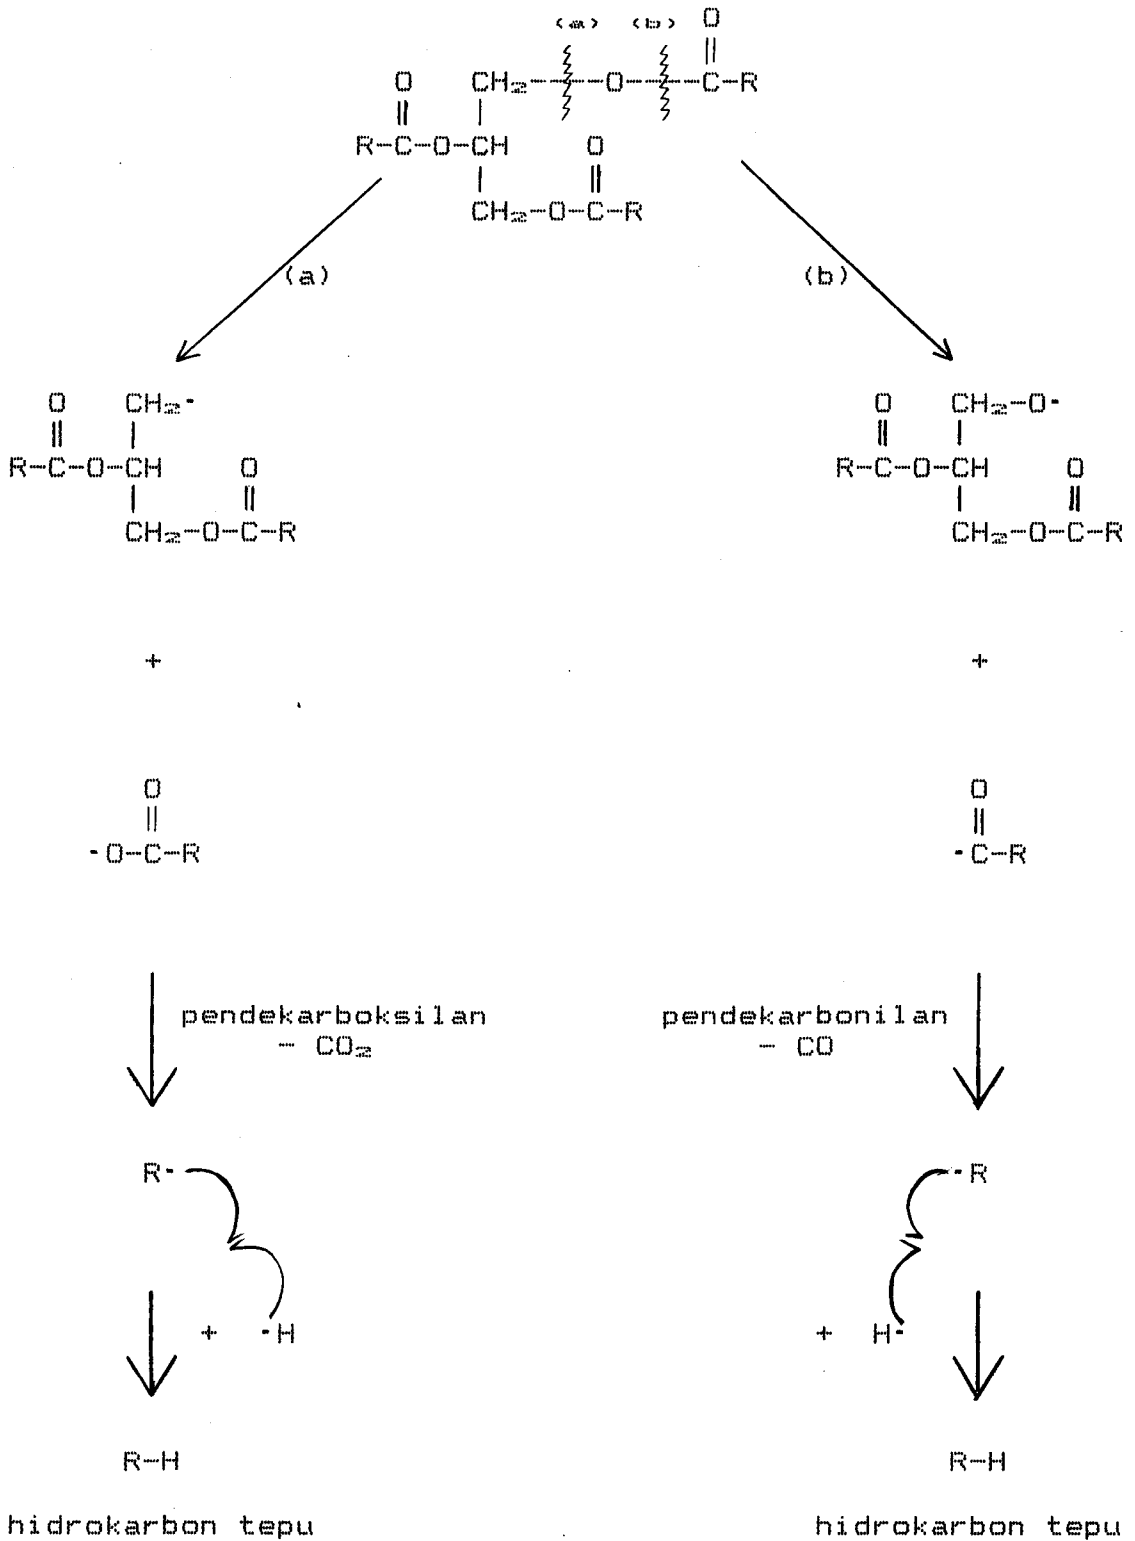 (a) (b) O
O CH₂-O-C-R
R-C-O-CH O
CH₂-O-C-R
(a) (b)
O CH₂·
R-C-O-CH O
CH₂-O-C-R
O CH₂-O·
R-C-O-CH O
CH₂-O-C-R
+ +
O
·O-C-R
O
·C-R
pendekarboksilan
- CO₂
pendekarbonilan
- CO
R· ·R
+ ·H
+ H·
R-H R-H
hidrokarbon tepu
hidrokarbon tepu